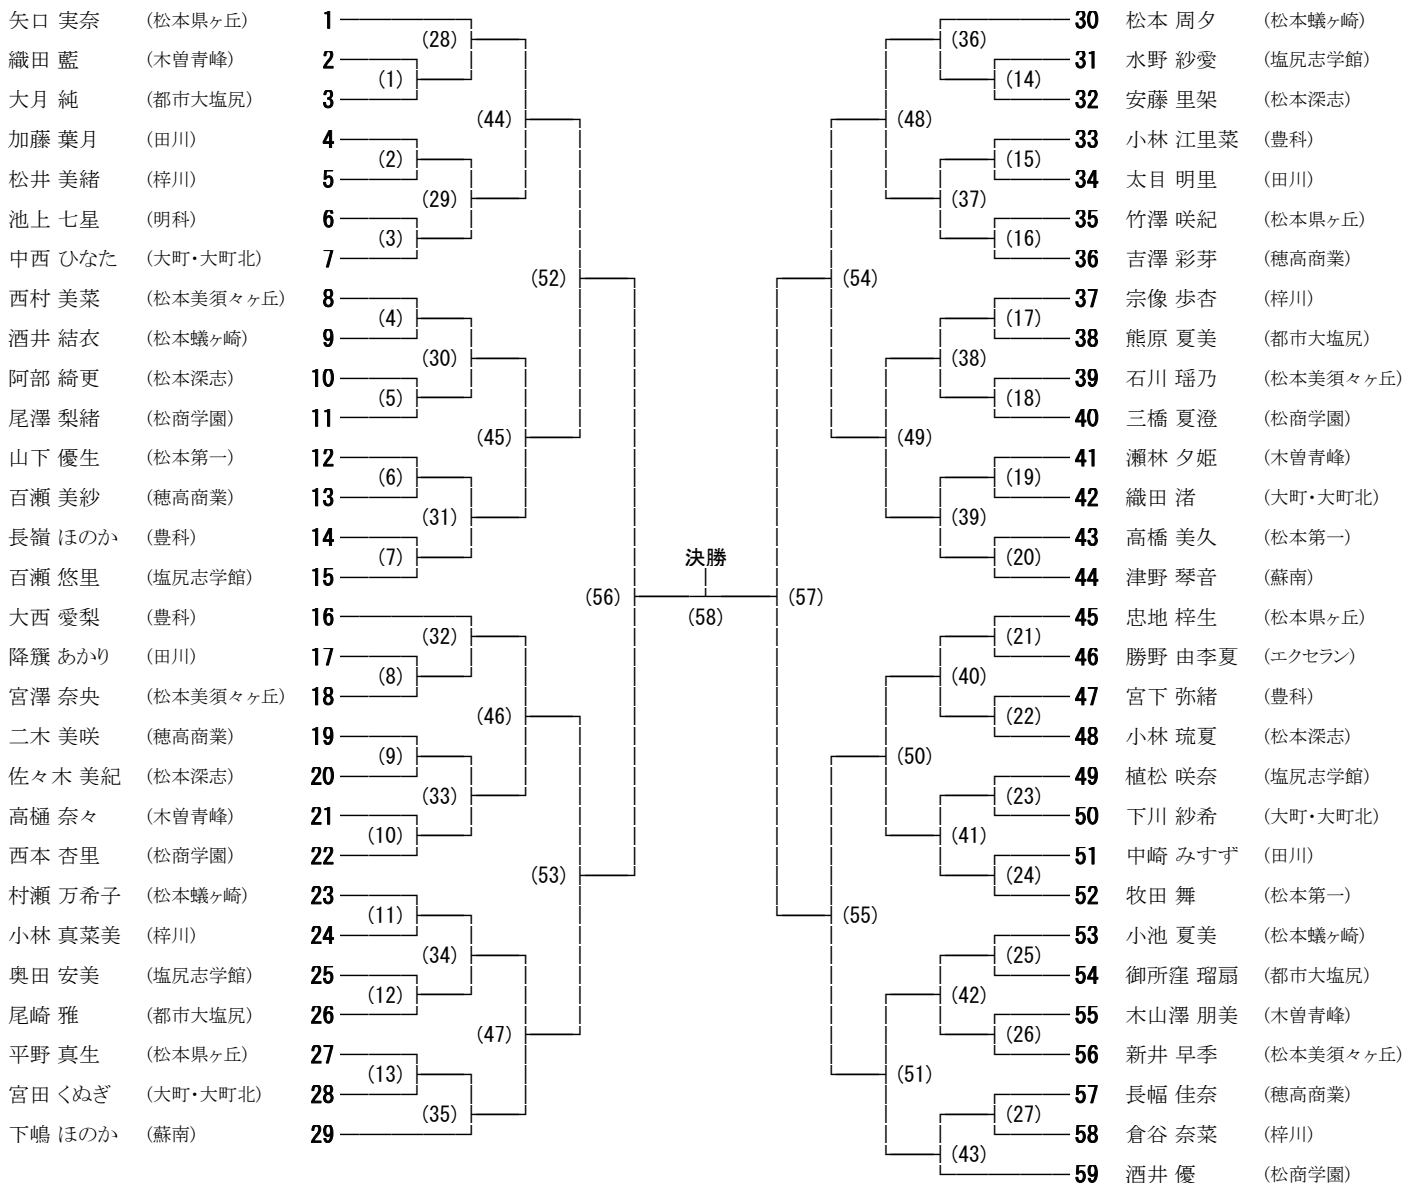 矢口 実奈 (松本県ヶ丘) 1
織田 藍 (木曽青峰) 2
大月 純 (都市大塩尻) 3
加藤 葉月 (田川) 4
松井 美緒 (梓川) 5
池上 七星 (明科) 6
中西 ひなた (大町・大町北) 7
西村 美菜 (松本美須々ヶ丘) 8
酒井 結衣 (松本蟻ヶ崎) 9
阿部 綺更 (松本深志) 10
尾澤 梨緒 (松商学園) 11
山下 優生 (松本第一) 12
百瀬 美紗 (穂高商業) 13
長嶺 ほのか (豊科) 14
百瀬 悠里 (塩尻志学館) 15
大西 愛梨 (豊科) 16
降籏 あかり (田川) 17
宮澤 奈央 (松本美須々ヶ丘) 18
二木 美咲 (穂高商業) 19
佐々木 美紀 (松本深志) 20
高樋 奈々 (木曽青峰) 21
西本 杏里 (松商学園) 22
村瀬 万希子 (松本蟻ヶ崎) 23
小林 真菜美 (梓川) 24
奥田 安美 (塩尻志学館) 25
尾崎 雅 (都市大塩尻) 26
平野 真生 (松本県ヶ丘) 27
宮田 くぬぎ (大町・大町北) 28
下嶋 ほのか (蘇南) 29
(1)
(2)
(3)
(4)
(5)
(6)
(7)
(8)
(9)
(10)
(11)
(12)
(13)
(28)
(29)
(30)
(31)
(32)
(33)
(34)
(35)
(44)
(45)
(46)
(47)
(52)
(53)
(56)
決勝
(58)
(57)
(54)
(55)
(48)
(49)
(50)
(51)
(36)
(37)
(38)
(39)
(40)
(41)
(42)
(43)
(14)
(15)
(16)
(17)
(18)
(19)
(20)
(21)
(22)
(23)
(24)
(25)
(26)
(27)
30 松本 周夕 (松本蟻ヶ崎)
31 水野 紗愛 (塩尻志学館)
32 安藤 里架 (松本深志)
33 小林 江里菜 (豊科)
34 太目 明里 (田川)
35 竹澤 咲紀 (松本県ヶ丘)
36 吉澤 彩芽 (穂高商業)
37 宗像 歩杏 (梓川)
38 熊原 夏美 (都市大塩尻)
39 石川 瑶乃 (松本美須々ヶ丘)
40 三橋 夏澄 (松商学園)
41 瀬林 夕姫 (木曽青峰)
42 織田 渚 (大町・大町北)
43 高橋 美久 (松本第一)
44 津野 琴音 (蘇南)
45 忠地 梓生 (松本県ヶ丘)
46 勝野 由李夏 (エクセラン)
47 宮下 弥緒 (豊科)
48 小林 琉夏 (松本深志)
49 植松 咲奈 (塩尻志学館)
50 下川 紗希 (大町・大町北)
51 中崎 みすず (田川)
52 牧田 舞 (松本第一)
53 小池 夏美 (松本蟻ヶ崎)
54 御所窪 瑠扇 (都市大塩尻)
55 木山澤 朋美 (木曽青峰)
56 新井 早季 (松本美須々ヶ丘)
57 長幅 佳奈 (穂高商業)
58 倉谷 奈菜 (梓川)
59 酒井 優 (松商学園)